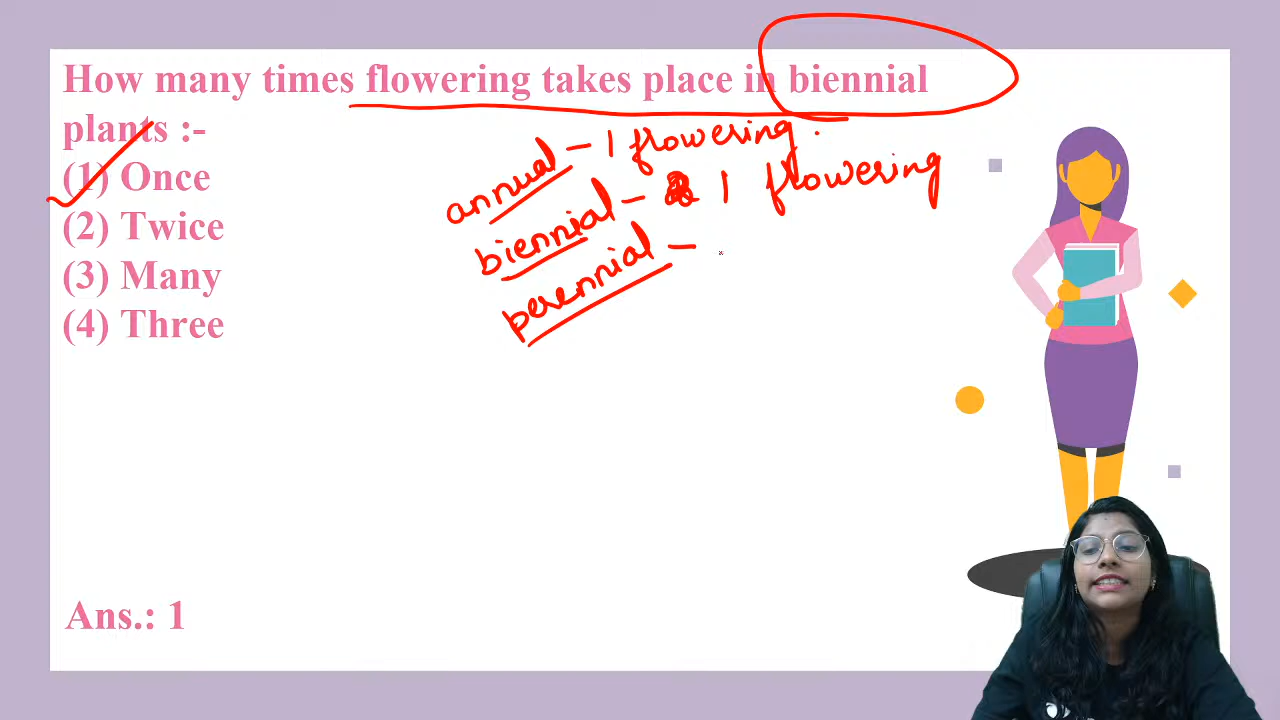 How many times flowering takes place in biennial
plants :-
(1) Once
(2) Twice
(3) Many
(4) Three
annual - 1 flowering.
biennial - 1 flowering
perennial -
Ans.: 1